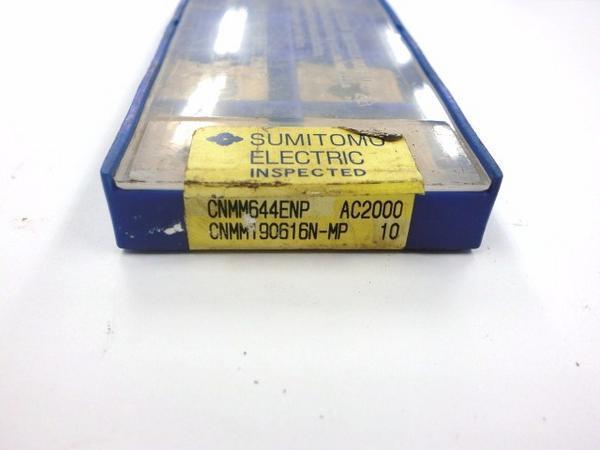 SUMITOMO
ELECTRIC
INSPECTED
CNMM644ENP AC2000
CNMM190616N-MP 10